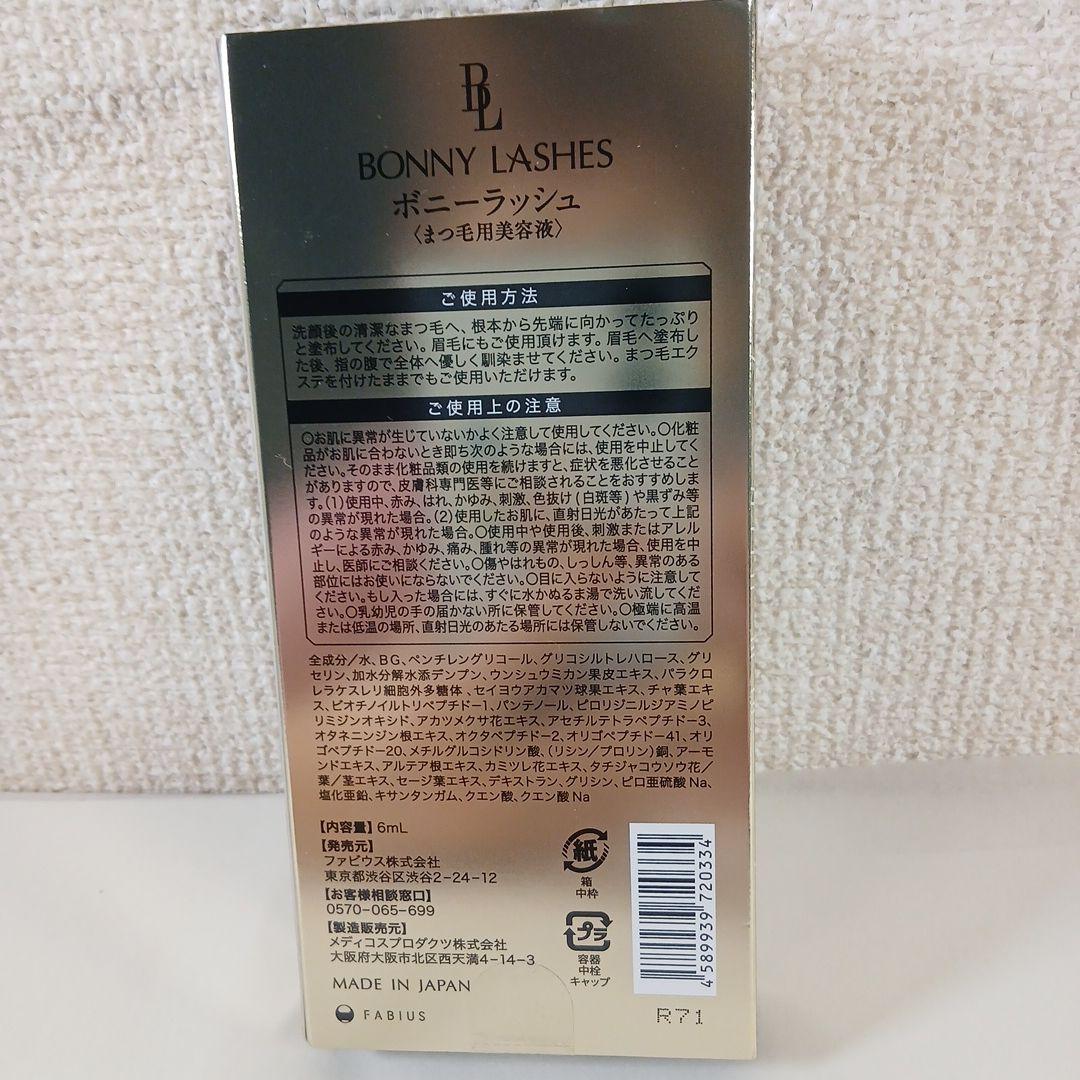 BL
BONNY LASHES
ボニーラッシュ
〈まつ毛用美容液〉
ご使用方法
洗顔後の清潔なまつ毛へ、根本から先端に向かってたっぷり
と塗布してください。眉毛にもご使用頂けます。眉毛へ塗布し
た後、指の腹で全体へ優しく馴染ませてください。まつ毛エク
ステを付けたままでもご使用いただけます。
ご使用上の注意
○お肌に異常が生じていないかよく注意して使用してください。○化粧
品がお肌に合わないとき即ち次のような場合には、使用を中止してく
ださい。そのまま化粧品類の使用を続けますと、症状を悪化させること
がありますので、皮膚科専門医等にご相談されることをおすすめしま
す。(1)使用中、赤み、はれ、かゆみ、刺激、色抜け(白斑等)や黒ずみ等
の異常が現れた場合。(2)使用したお肌に、直射日光があたって上記
のような異常が現れた場合。○使用中や使用後、刺激またはアレル
ギーによる赤み、かゆみ、痛み、腫れ等の異常が現れた場合、使用を中
止し、医師にご相談ください。○傷やはれもの、しっしん等、異常のある
部位にはお使いにならないでください。○目に入らないように注意して
ください。もし入った場合には、すぐに水かぬるま湯で洗い流してくだ
さい。○乳幼児の手の届かない所に保管してください。○極端に高温
または低温の場所、直射日光のあたる場所には保管しないでください。
全成分/水、BG、ペンチレングリコール、グリコシルトレハロース、グリ
セリン、加水分解水添デンプン、ウンシュウミカン果皮エキス、パラクロ
レラケスレリ細胞外多糖体、セイヨウアカマツ球果エキス、チャ葉エキ
ス、ビオチノイルトリペプチド-1、パンテノール、ピロリジニルジアミノピ
リミジンオキシド、アカツメクサ花エキス、アセチルテトラペプチド-3、
オタネニンジン根エキス、オクタペプチド-2、オリゴペプチド-41、オリ
ゴペプチド-20、メチルグルコシドリン酸、(リシン/プロリン)銅、アーモ
ンドエキス、アルテア根エキス、カミツレ花エキス、タチジャコウソウ花/
葉/茎エキス、セージ葉エキス、デキストラン、グリシン、ピロ亜硫酸Na、
塩化亜鉛、キサンタンガム、クエン酸、クエン酸Na
【内容量】6mL
【発売元】
ファビウス株式会社
東京都渋谷区渋谷2-24-12
【お客様相談窓口】
0570-065-699
【製造販売元】
メディコスプロダクツ株式会社
大阪府大阪市北区西天満4-14-3
MADE IN JAPAN
FABIUS
紙
箱
中枠
プラ
容器
中栓
キャップ
4 589939 720334
R71